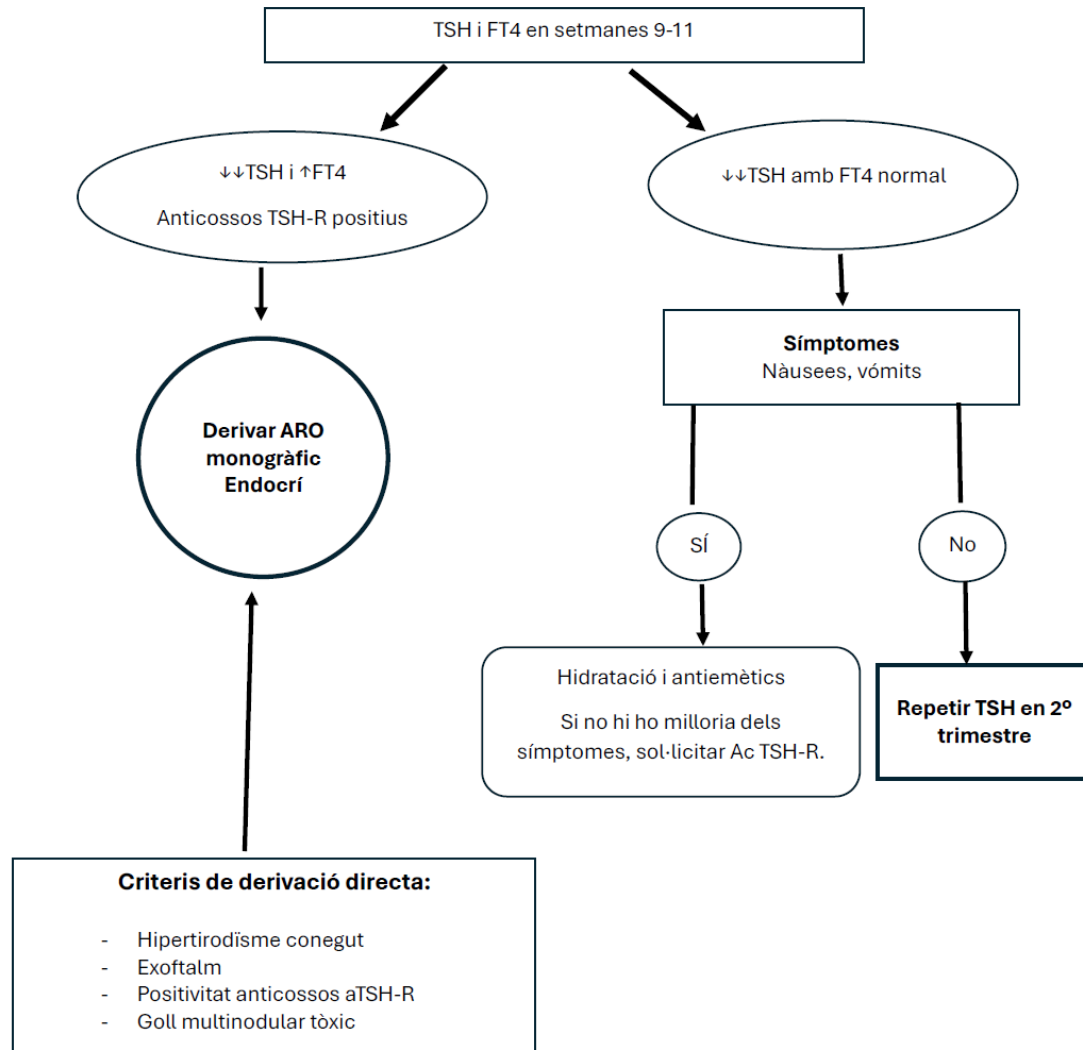 TSH i FT4 en setmanes 9-11
↓↓TSH i ↑FT4
Anticossos TSH-R positius
↓↓TSH amb FT4 normal
Derivar ARO
monogràfic
Endocrí
Símptomes
Nàusees, vómits
SÍ
No
Hidratació i antiemètics
Si no hi ho milloria dels
símptomes, sol·licitar Ac TSH-R.
Repetir TSH en 2º
trimestre
Criteris de derivació directa:
- Hipertirodïsme conegut
- Exoftalm
- Positivitat anticossos aTSH-R
- Goll multinodular tòxic